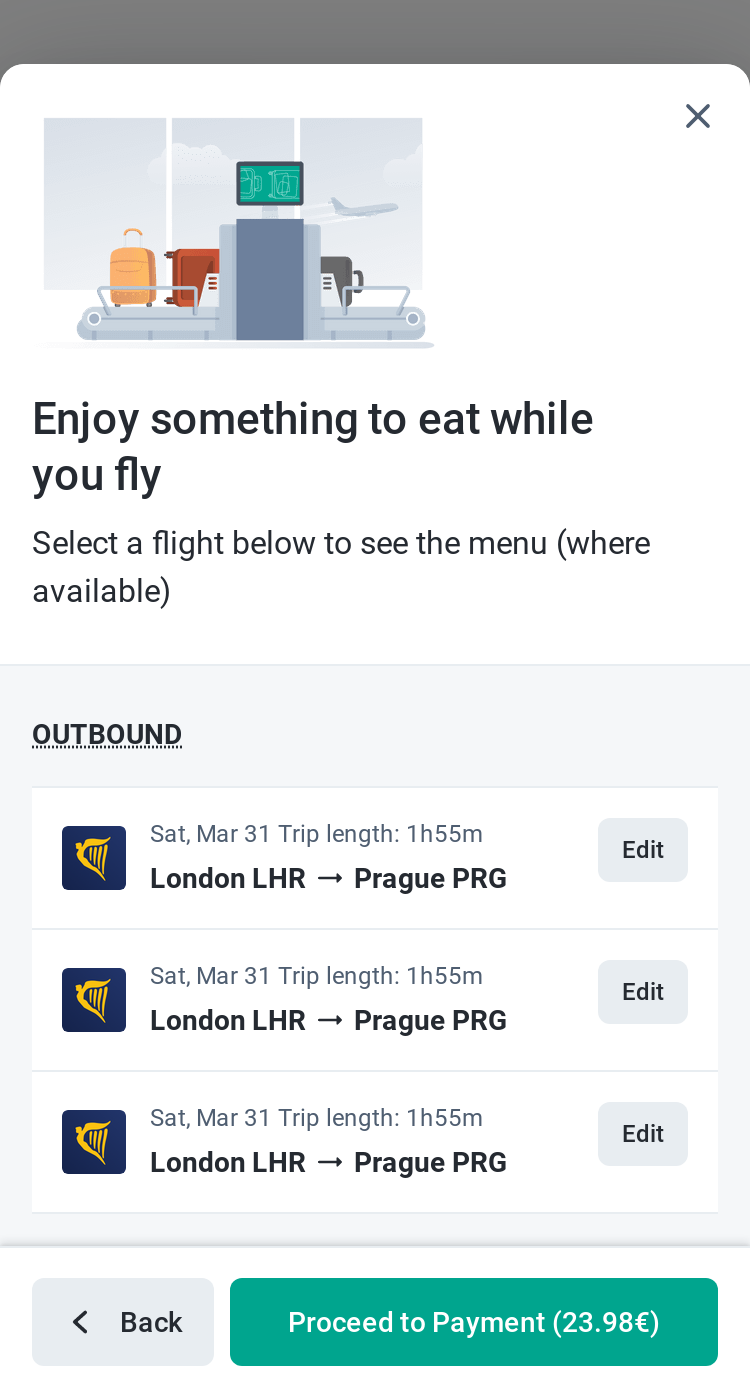 Enjoy something to eat while
you fly
Select a flight below to see the menu (where
available)
OUTBOUND
Sat, Mar 31 Trip length: 1h55m
London LHR → Prague PRG
Edit
Sat, Mar 31 Trip length: 1h55m
London LHR → Prague PRG
Edit
Sat, Mar 31 Trip length: 1h55m
London LHR → Prague PRG
Edit
Back
Proceed to Payment (23.98€)